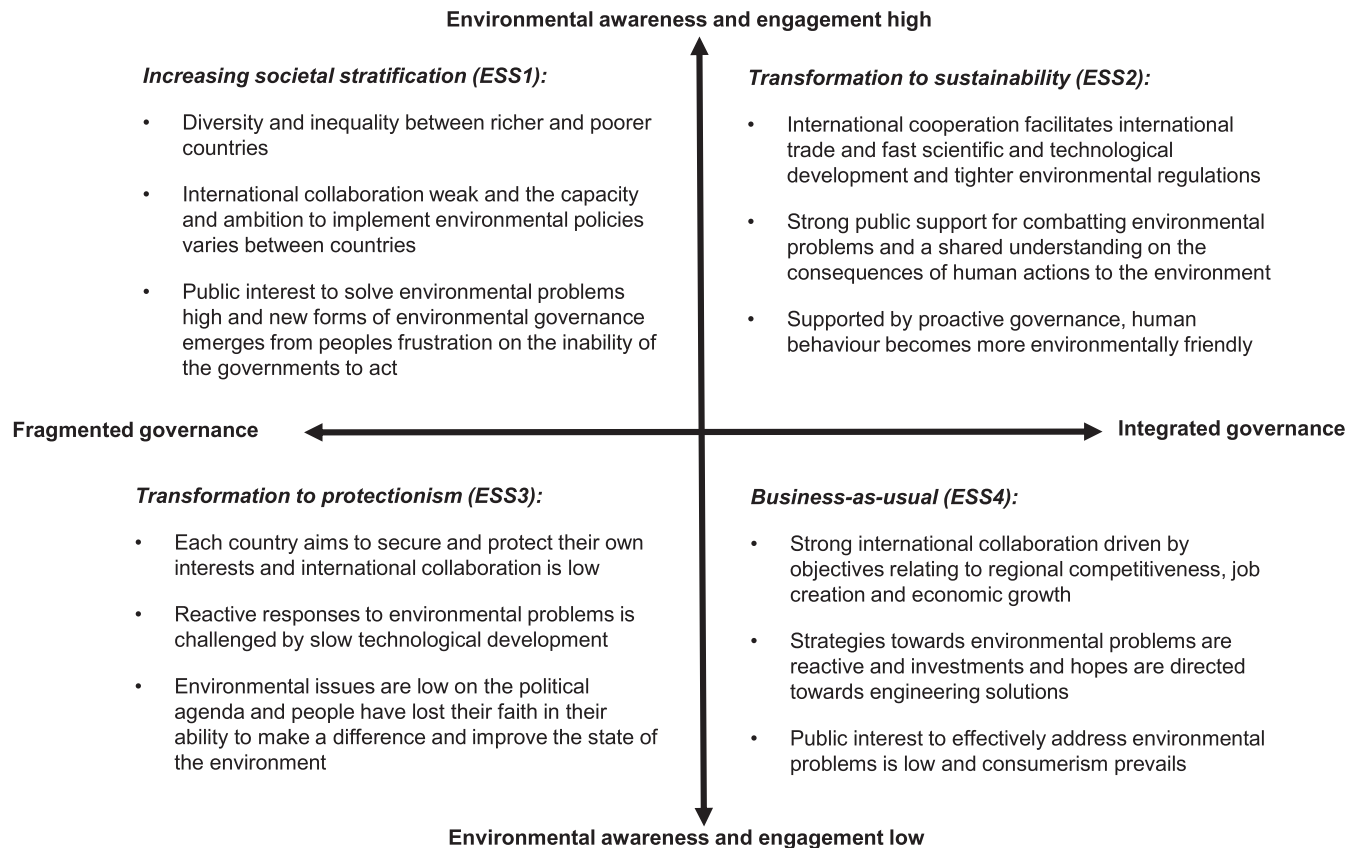 Environmental awareness and engagement high
Increasing societal stratification (ESS1):
• Diversity and inequality between richer and poorer
countries
• International collaboration weak and the capacity
and ambition to implement environmental policies
varies between countries
• Public interest to solve environmental problems
high and new forms of environmental governance
emerges from peoples frustration on the inability of
the governments to act
Transformation to sustainability (ESS2):
• International cooperation facilitates international
trade and fast scientific and technological
development and tighter environmental regulations
• Strong public support for combatting environmental
problems and a shared understanding on the
consequences of human actions to the environment
• Supported by proactive governance, human
behaviour becomes more environmentally friendly
Fragmented governance
Integrated governance
Transformation to protectionism (ESS3):
• Each country aims to secure and protect their own
interests and international collaboration is low
• Reactive responses to environmental problems is
challenged by slow technological development
• Environmental issues are low on the political
agenda and people have lost their faith in their
ability to make a difference and improve the state of
the environment
Business-as-usual (ESS4):
• Strong international collaboration driven by
objectives relating to regional competitiveness, job
creation and economic growth
• Strategies towards environmental problems are
reactive and investments and hopes are directed
towards engineering solutions
• Public interest to effectively address environmental
problems is low and consumerism prevails
Environmental awareness and engagement low